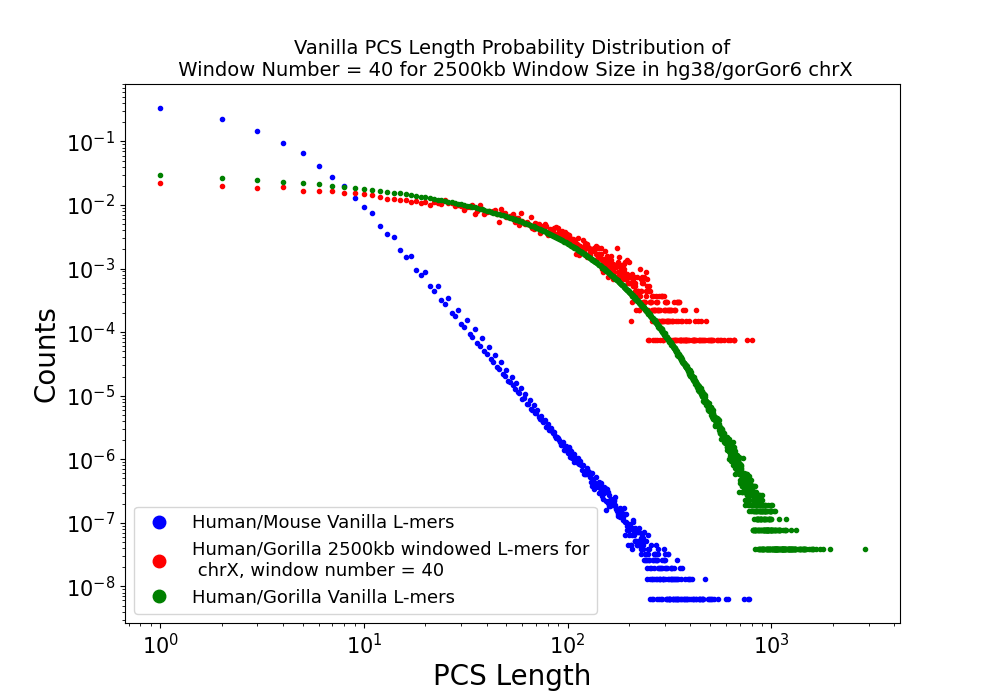 Vanilla PCS Length Probability Distribution of
Window Number = 40 for 2500kb Window Size in hg38/gorGor6 chrX
10⁻¹
10⁻²
10⁻³
10⁻⁴
10⁻⁵
10⁻⁶
10⁻⁷
10⁻⁸
Counts
Human/Mouse Vanilla L-mers
Human/Gorilla 2500kb windowed L-mers for
chrX, window number = 40
Human/Gorilla Vanilla L-mers
10⁰ 10¹ 10² 10³
PCS Length